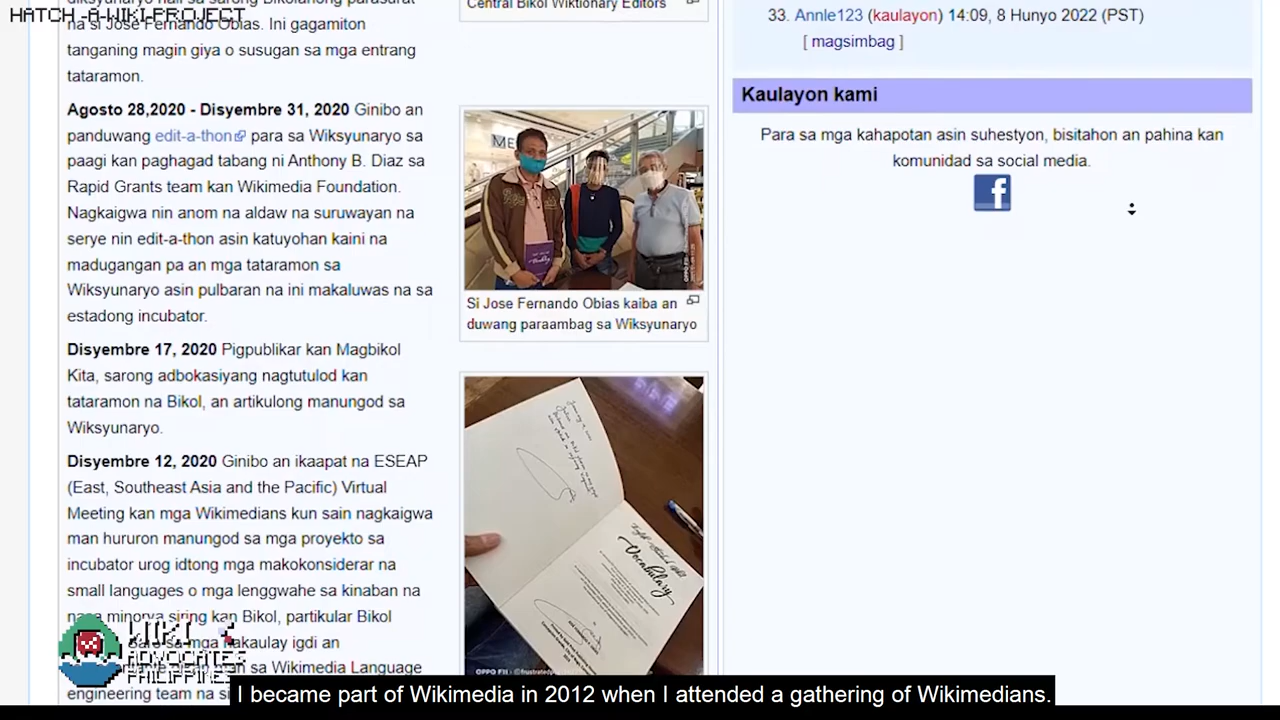 HATCH-A-WIKI-PROJECT
na si Jose Fernando Obias. Ini gagamiton
tanganing magin giya o susugan sa mga entrang
tataramon.
Agosto 28,2020 - Disyembre 31, 2020 Ginibo an
panduwang edit-a-thon para sa Wiksyunaryo sa
paagi kan paghagad tabang ni Anthony B. Diaz sa
Rapid Grants team kan Wikimedia Foundation.
Nagkaigwa nin anom na aldaw na suruwayan na
serye nin edit-a-thon asin katuyohan kaini na
madugangan pa an mga tataramon sa
Wiksyunaryo asin pulbaran na ini makaluwas na sa
estadong incubator.
Disyembre 17, 2020 Pigpublikar kan Magbikol
Kita, sarong adbokasiyang nagtutulod kan
tataramon na Bikol, an artikulong manungod sa
Wiksyunaryo.
Disyembre 12, 2020 Ginibo an ikaapat na ESEAP
(East, Southeast Asia and the Pacific) Virtual
Meeting kan mga Wikimedians kun sain nagkaigwa
man hururon manungod sa mga proyekto sa
incubator urog idtong mga makokonsiderar na
small languages o mga lenggwahe sa kinaban na
minorya siring kan Bikol, partikular Bikol
sa mga nakaulay igdi an
sa Wikimedia Language
engineering team na si
Central Bikol Wiktionary Editors
Si Jose Fernando Obias kaiba an
duwang paraambag sa Wiksyunaryo
Vocabulary
OPPO F11
33. Annle123 (kaulayon) 14:09, 8 Hunyo 2022 (PST)
[ magsimbag ]
Kaulayon kami
Para sa mga kahapotan asin suhestyon, bisitahon an pahina kan
komunidad sa social media.
f
WIKI
ADVOCATES
PHILIPPINES
I became part of Wikimedia in 2012 when I attended a gathering of Wikimedians.